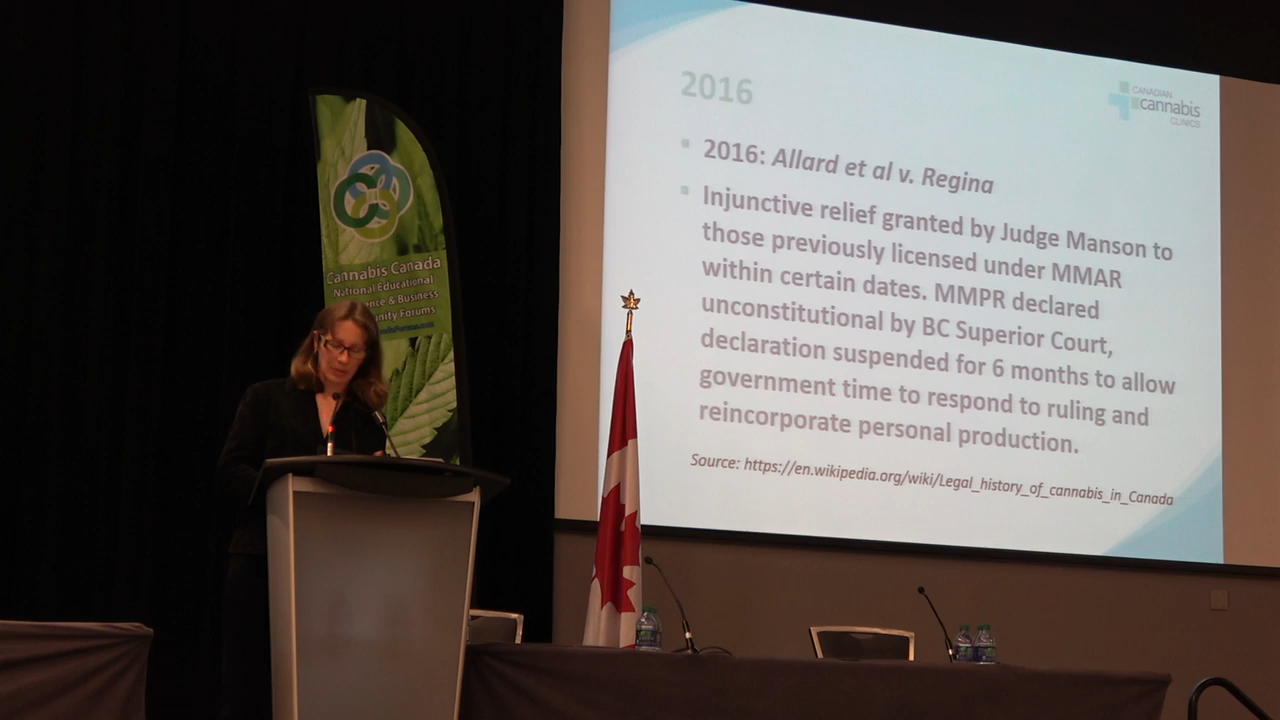 2016
CANADIAN
cannabis
CLINICS
2016: Allard et al v. Regina
Injunctive relief granted by Judge Manson to
those previously licensed under MMAR
within certain dates. MMPR declared
unconstitutional by BC Superior Court,
declaration suspended for 6 months to allow
government time to respond to ruling and
reincorporate personal production.
Source: https://en.wikipedia.org/wiki/Legal_history_of_cannabis_in_Canada
Cannabis Canada
National Educational
& Business
Forums